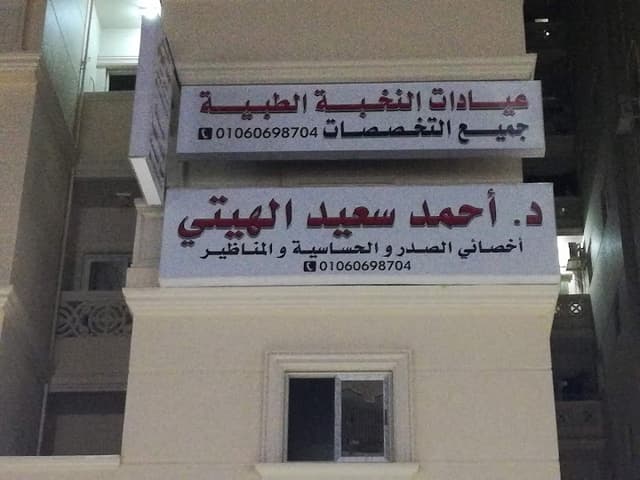 عيادات النخبة الطبية
جميع التخصصات 01060698704
د. أحمد سعيد الهيتي
أخصائي الصدر و الحساسية و المناظير
01060698704